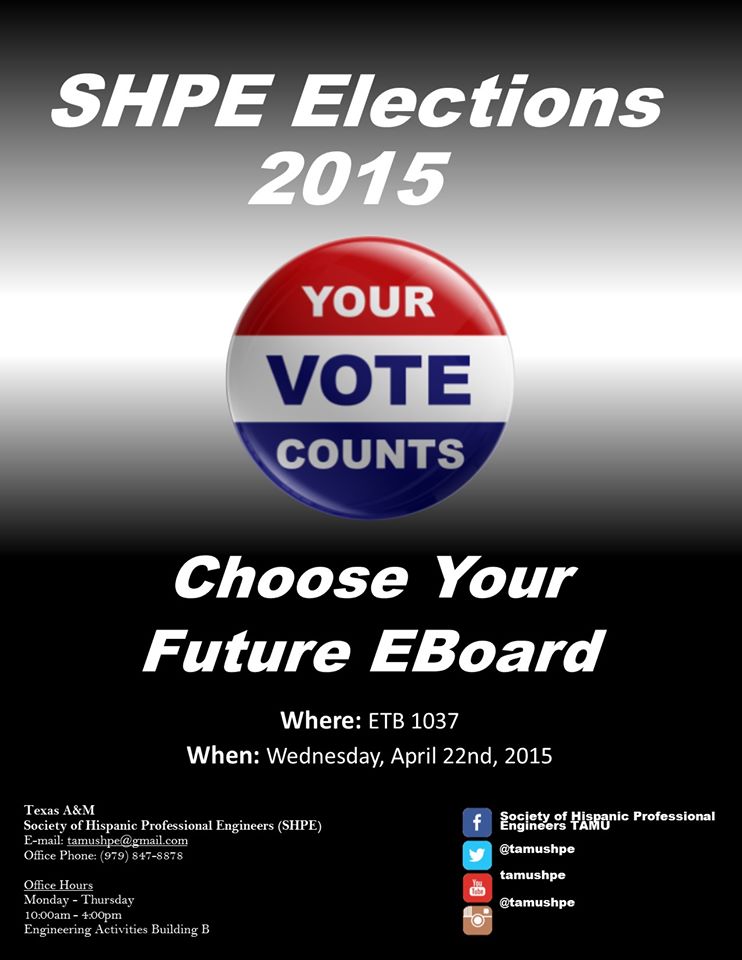 SHPE Elections
2015
YOUR
VOTE
COUNTS
Choose Your
Future EBoard
Where: ETB 1037
When: Wednesday, April 22nd, 2015
Texas A&M
Society of Hispanic Professional Engineers (SHPE)
E-mail: tamushpe@gmail.com
Office Phone: (979) 847-8878
Office Hours
Monday - Thursday
10:00am - 4:00pm
Engineering Activities Building B
Society of Hispanic Professional
Engineers TAMU
@tamushpe
You
Tube
tamushpe
@tamushpe